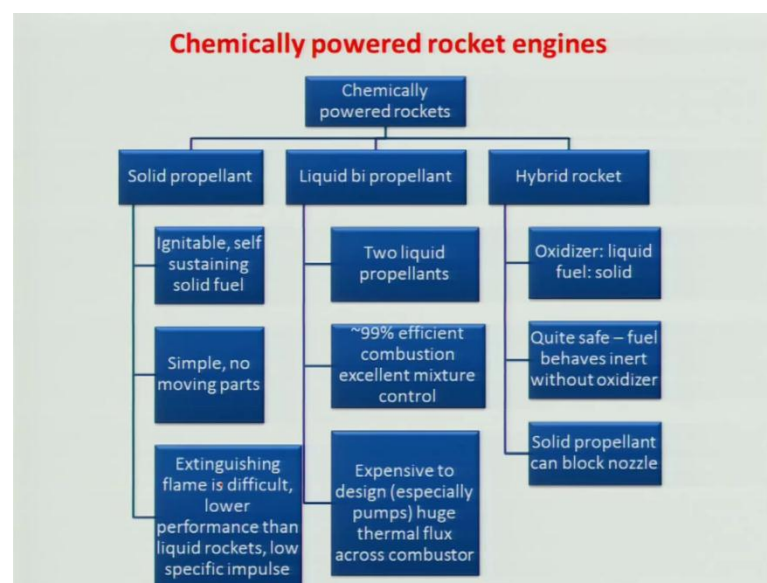 Chemically powered rocket engines
Chemically
powered rockets
Solid propellant
Liquid bi propellant
Hybrid rocket
Ignitable, self
sustaining
solid fuel
Two liquid
propellants
Oxidizer: liquid
fuel: solid
Simple, no
moving parts
~99% efficient
combustion
excellent mixture
control
Quite safe – fuel
behaves inert
without oxidizer
Extinguishing
flame is difficult,
lower
performance than
liquid rockets, low
specific impulse
Expensive to
design (especially
pumps) huge
thermal flux
across combustor
Solid propellant
can block nozzle